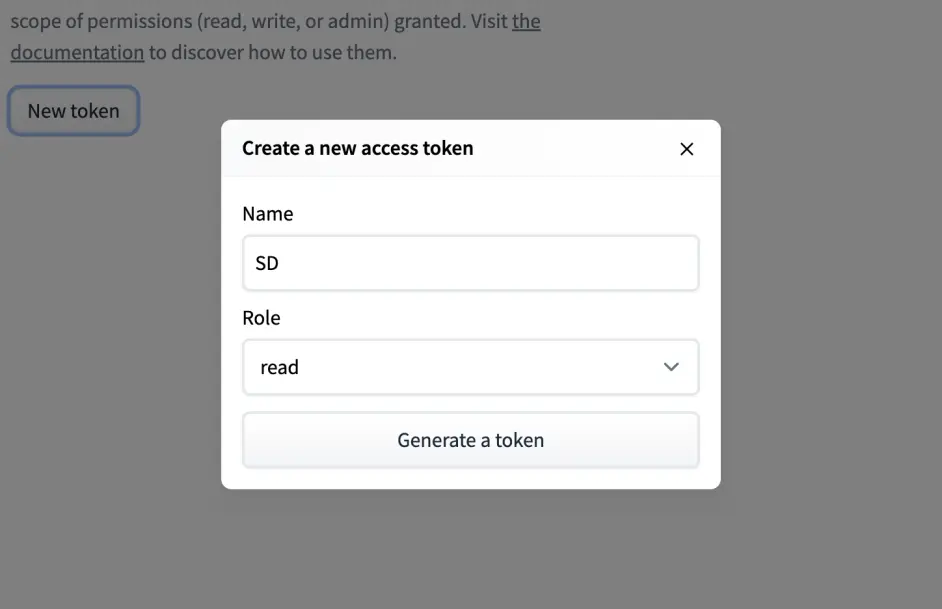 scope of permissions (read, write, or admin) granted. Visit the
documentation to discover how to use them.
New token
Create a new access token
Name
SD
Role
read
Generate a token